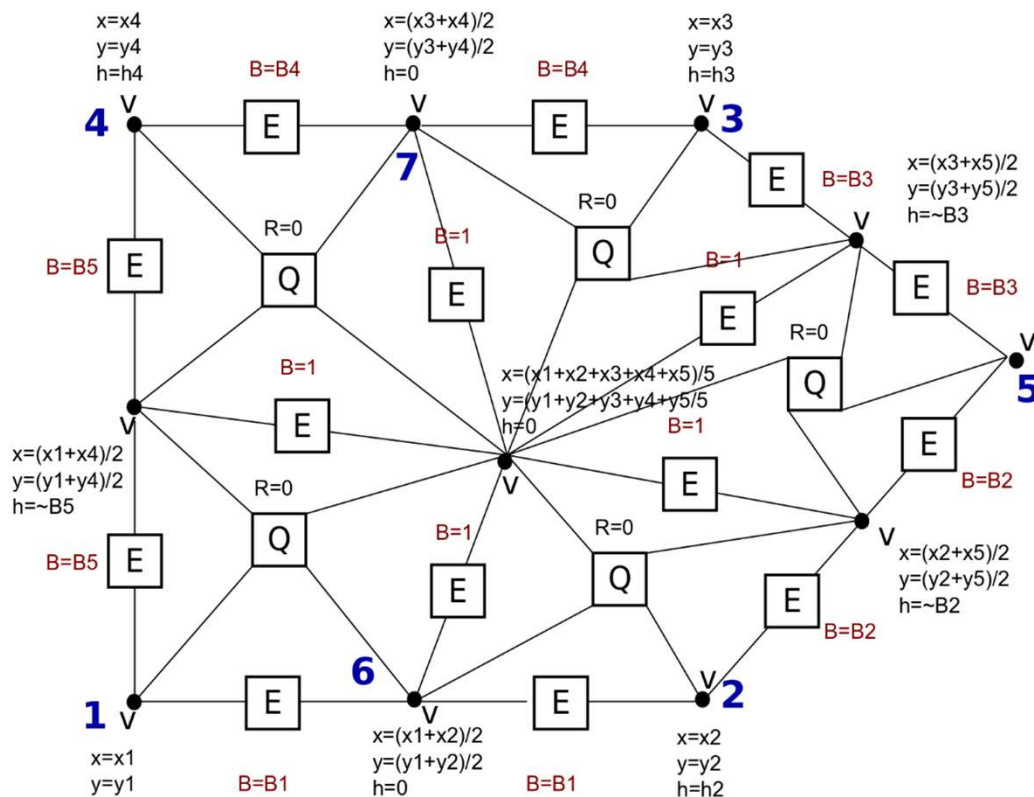 x=x4
y=y4
h=h4
x=(x3+x4)/2
y=(y3+y4)/2
h=0
x=x3
y=y3
h=h3
B=B4
B=B4
4
v
E
v
E
v
3
7
E
B=B3
x=(x3+x5)/2
y=(y3+y5)/2
h=~B3
v
R=0
R=0
B=B5
E
Q
B=1
Q
B=1
E
E
E
B=B3
R=0
v
B=1
x=(x1+x2+x3+x4+x5)/5
y=(y1+y2+y3+y4+y5/5
h=0
Q
5
v
E
B=1
E
B=B2
x=(x1+x4)/2
y=(y1+y4)/2
h=~B5
R=0
v
E
v
Q
B=1
R=0
x=(x2+x5)/2
y=(y2+y5)/2
h=~B2
B=B5
E
E
Q
E
B=B2
6
1
v
E
v
E
v
2
x=x1
y=y1
B=B1
x=(x1+x2)/2
y=(y1+y2)/2
h=0
B=B1
x=x2
y=y2
h=h2